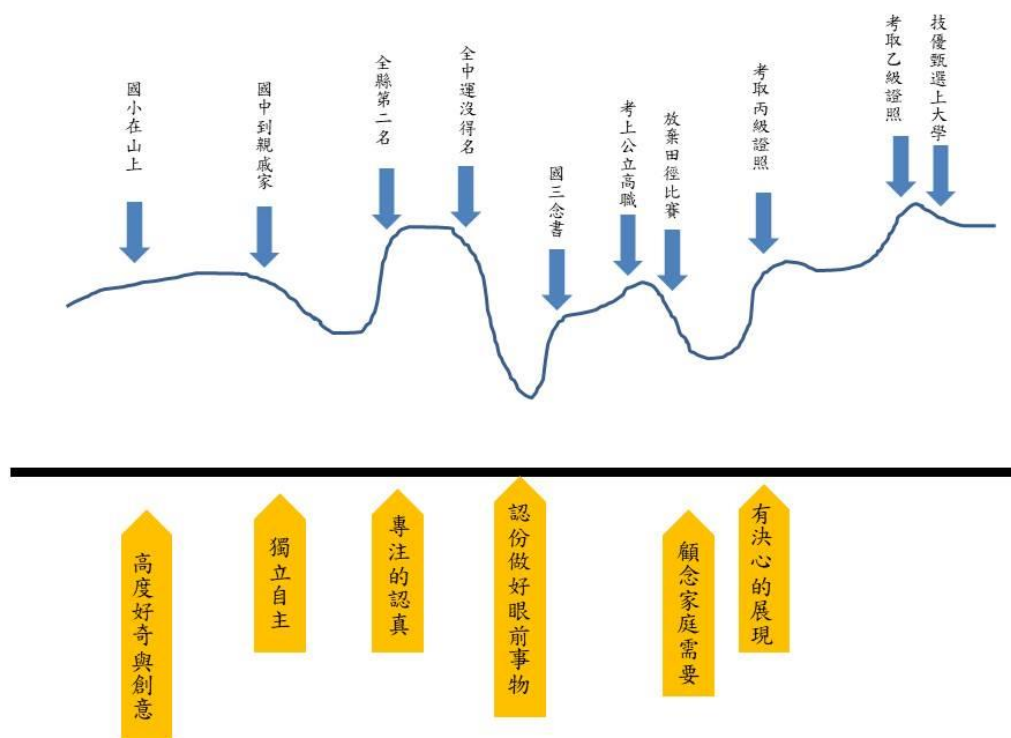 國小在山上
國中到親戚家
全縣第二名
全中運沒得名
國三念書
考上公立高職
放棄田徑比賽
考取丙級證照
考取乙級證照
技優甄選上大學
高度好奇與創意
獨立自主
專注的認真
認份做好眼前事物
顧念家庭需要
有決心的展現